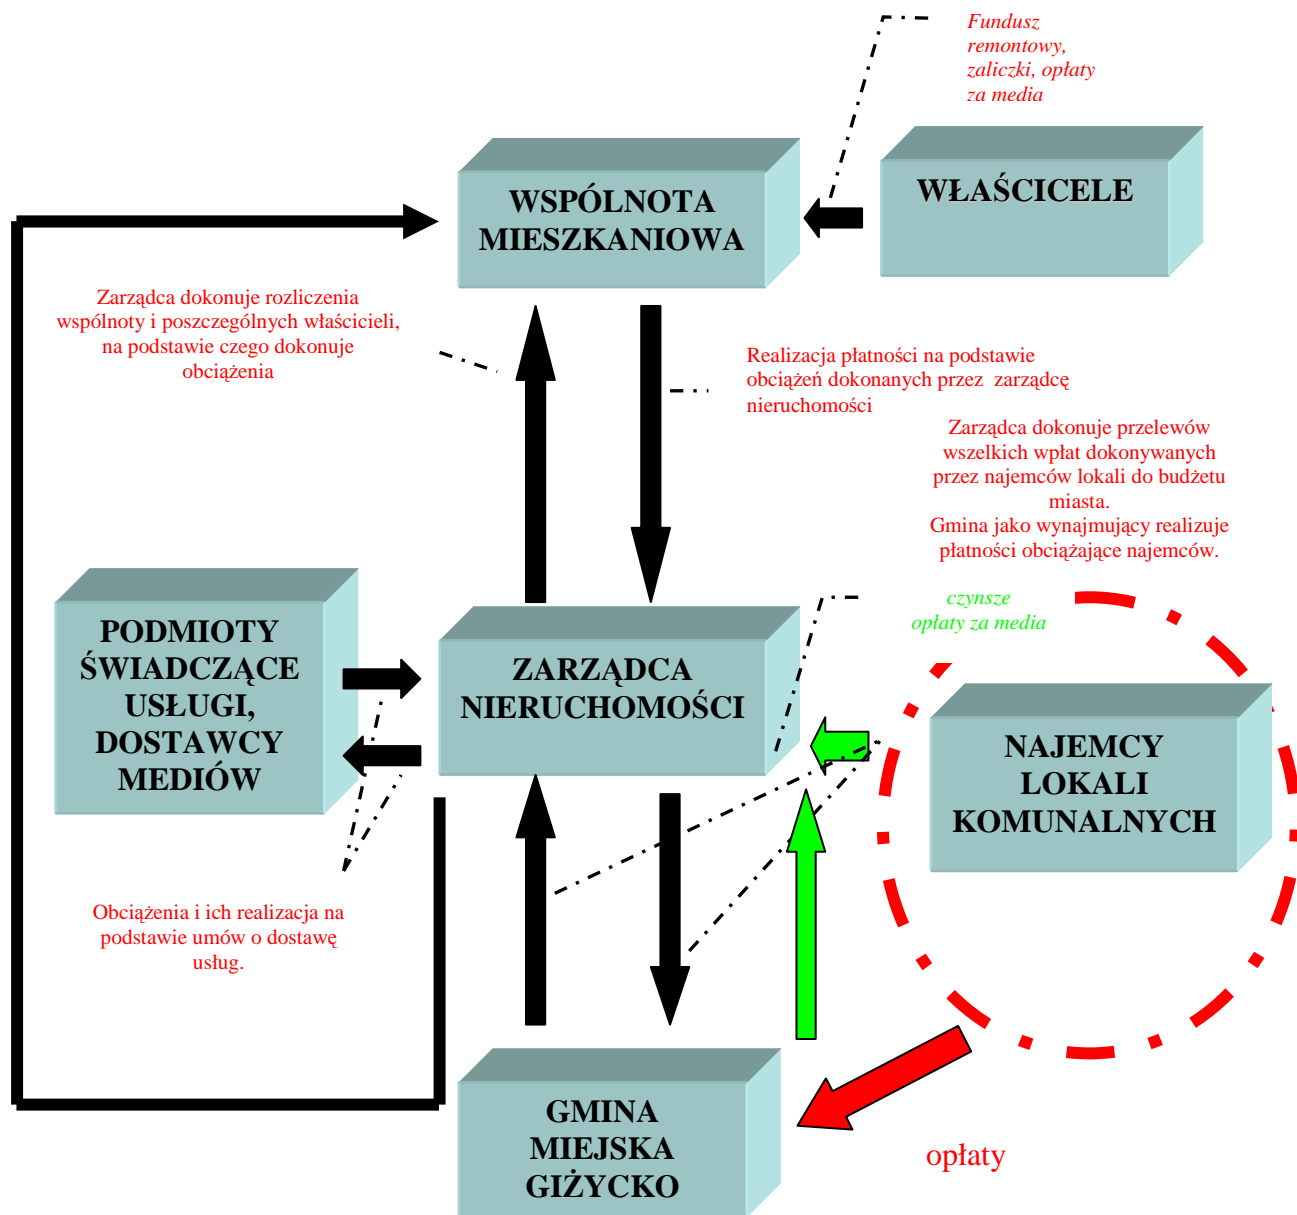 Fundusz
remontowy,
zaliczki, opłaty
za media
WSPÓLNOTA
MIESZKANIOWA
WŁAŚCICELE
Zarządca dokonuje rozliczenia
wspólnoty i poszczególnych właścicieli,
na podstawie czego dokonuje
obciążenia
Realizacja płatności na podstawie
obciążeń dokonanych przez zarządcę
nieruchomości
Zarządca dokonuje przelewów
wszelkich wpłat dokonywanych
przez najemców lokali do budżetu
miasta.
Gmina jako wynajmujący realizuje
płatności obciążające najemców.
czynsze
opłaty za media
PODMIOTY
ŚWIADCZĄCE
USŁUGI,
DOSTAWCY
MEDIÓW
ZARZĄDCA
NIERUCHOMOŚCI
NAJEMCY
LOKALI
KOMUNALNYCH
Obciążenia i ich realizacja na
podstawie umów o dostawę
usług.
GMINA
MIEJSKA
GIŻYCKO
opłaty